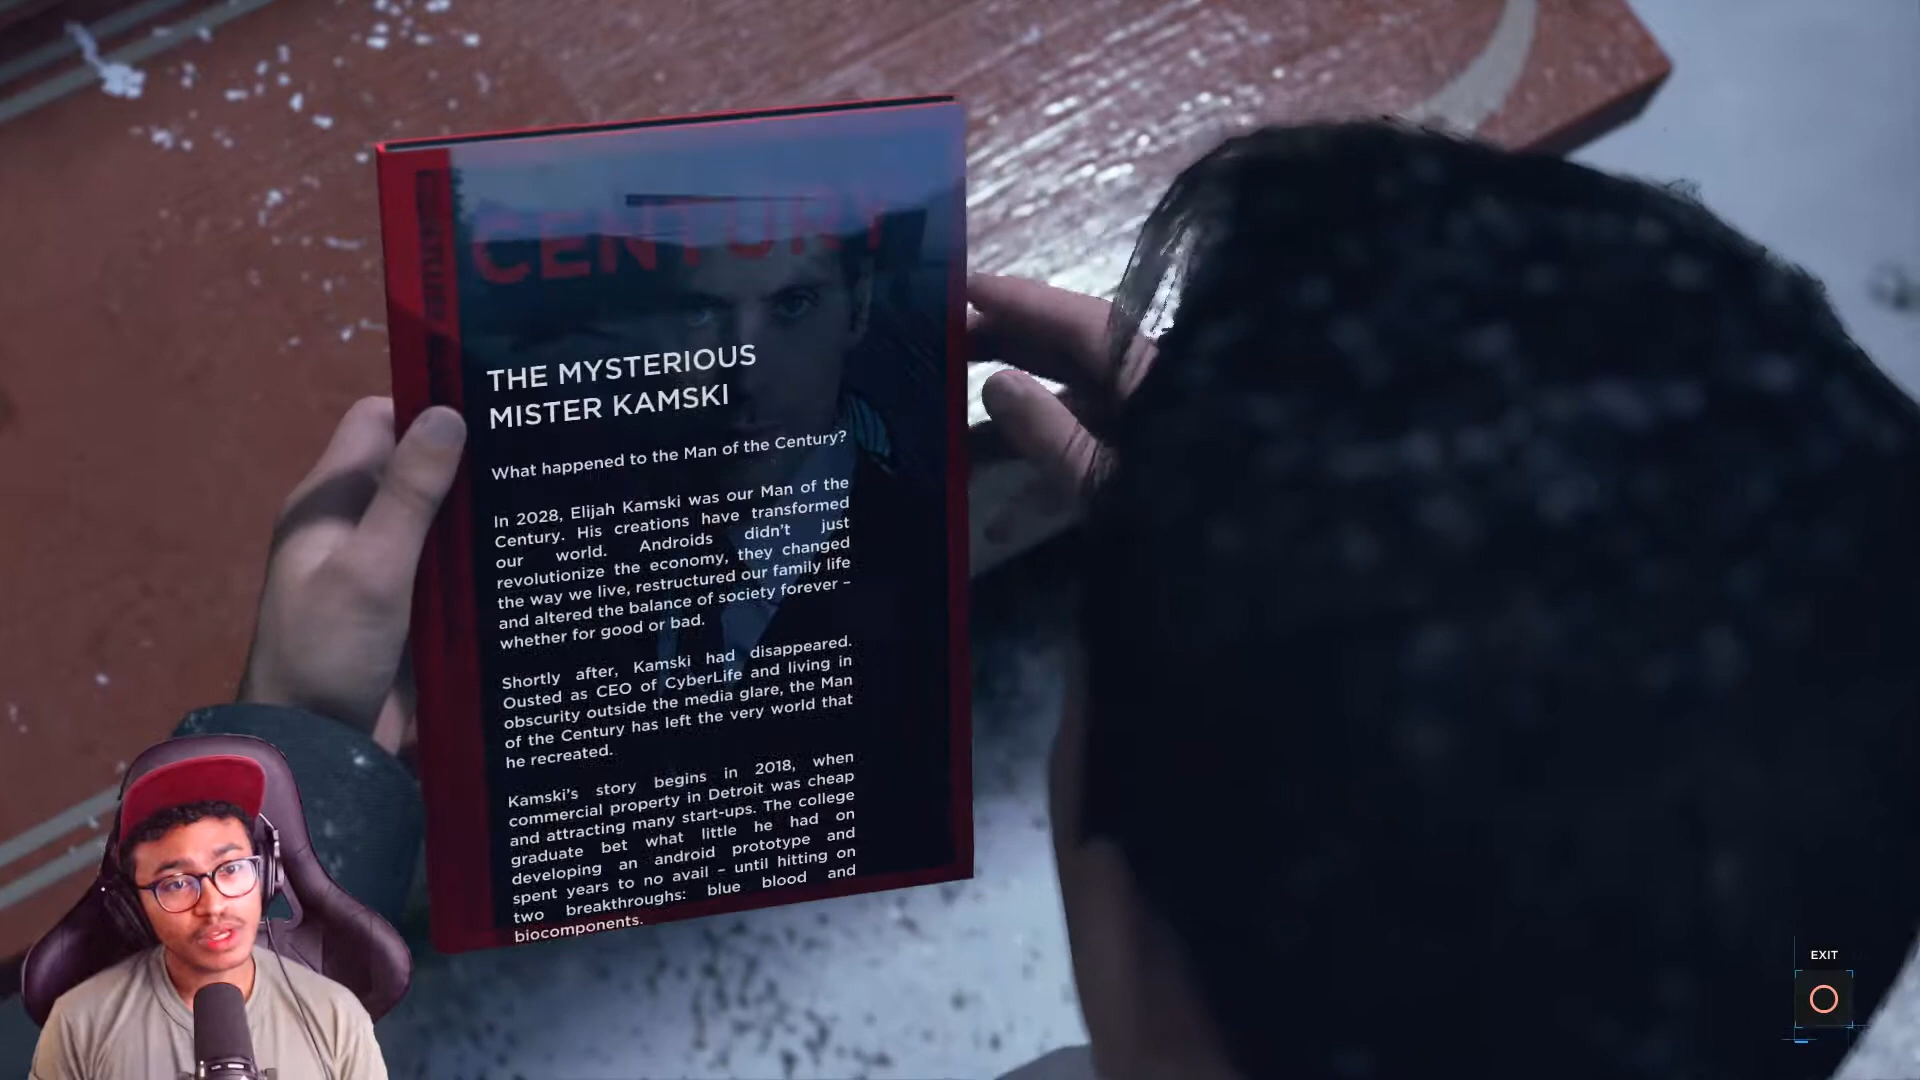 CENTURY
THE MYSTERIOUS
MISTER KAMSKI
What happened to the Man of the Century?
In 2028, Elijah Kamski was our Man of the
Century. His creations have transformed
our world. Androids didn't just
revolutionize the economy, they changed
the way we live, restructured our family life
and altered the balance of society forever –
whether for good or bad.
Shortly after, Kamski had disappeared.
Ousted as CEO of CyberLife and living in
obscurity outside the media glare, the Man
of the Century has left the very world that
he recreated.
Kamski's story begins in 2018, when
commercial property in Detroit was cheap
and attracting many start-ups. The college
graduate bet what little he had on
developing an android prototype and
spent years to no avail – until hitting on
two breakthroughs: blue blood and
biocomponents.
EXIT